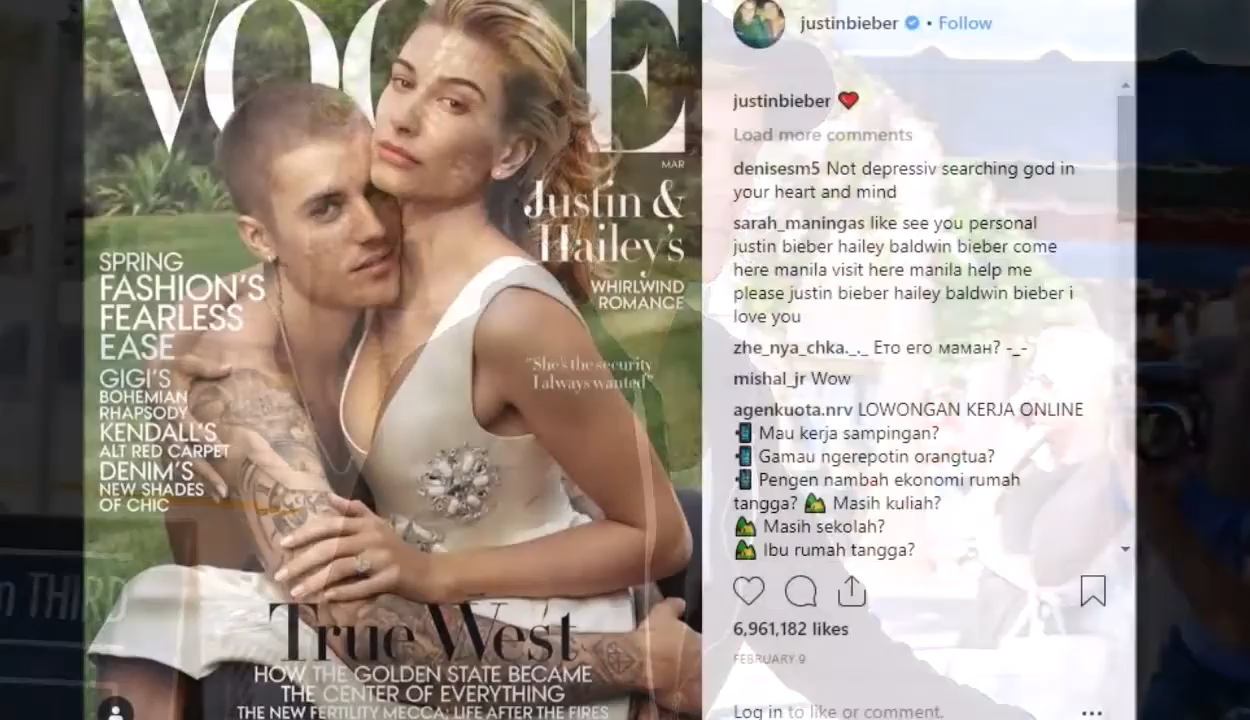 VOGUE
MAR
Justin &
Hailey's
WHIRLWIND
ROMANCE
"She's the security
I always wanted"
SPRING
FASHION'S
FEARLESS
EASE
GIGI'S
BOHEMIAN
RHAPSODY
KENDALL'S
ALT RED CARPET
DENIM'S
NEW SHADES
OF CHIC
THIRD
True West
HOW THE GOLDEN STATE BECAME
THE CENTER OF EVERYTHING
THE NEW FERTILITY MECCA; LIFE AFTER THE FIRES
justinbieber • Follow
justinbieber ❤️
Load more comments
denisesm5 Not depressiv searching god in
your heart and mind
sarah_maningas like see you personal
justin bieber hailey baldwin bieber come
here manila visit here manila help me
please justin bieber hailey baldwin bieber i
love you
zhe_nya_chka._._ Ето его маман? -_-
mishal_jr Wow
agenkuota.nrv LOWONGAN KERJA ONLINE
📲 Mau kerja sampingan?
📲 Gamau ngerepotin orangtua?
📲 Pengen nambah ekonomi rumah
tangga? 🏕 Masih kuliah?
🏕 Masih sekolah?
🏕 Ibu rumah tangga?
6,961,182 likes
FEBRUARY 9
Log in to like or comment.